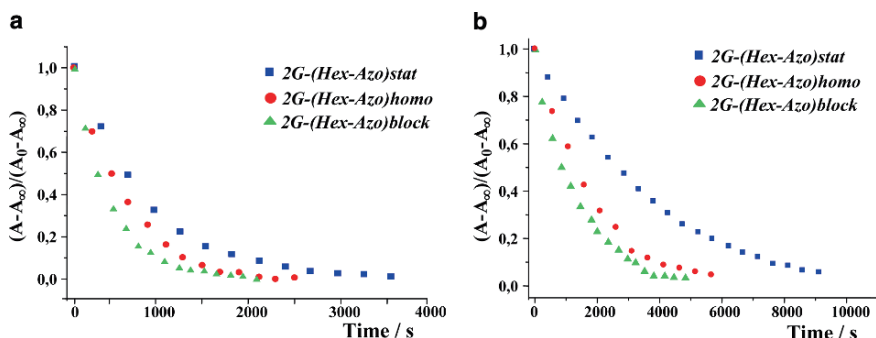 a
1,0
0,8
0,6
0,4
0,2
0,0
(A-A∞)/(A₀-A∞)
2G-(Hex-Azo)stat
2G-(Hex-Azo)homo
2G-(Hex-Azo)block
0 1000 2000 3000 4000
Time / s
b
1,0
0,8
0,6
0,4
0,2
0,0
(A-A∞)/(A₀-A∞)
2G-(Hex-Azo)stat
2G-(Hex-Azo)homo
2G-(Hex-Azo)block
0 2000 4000 6000 8000 10000
Time / s